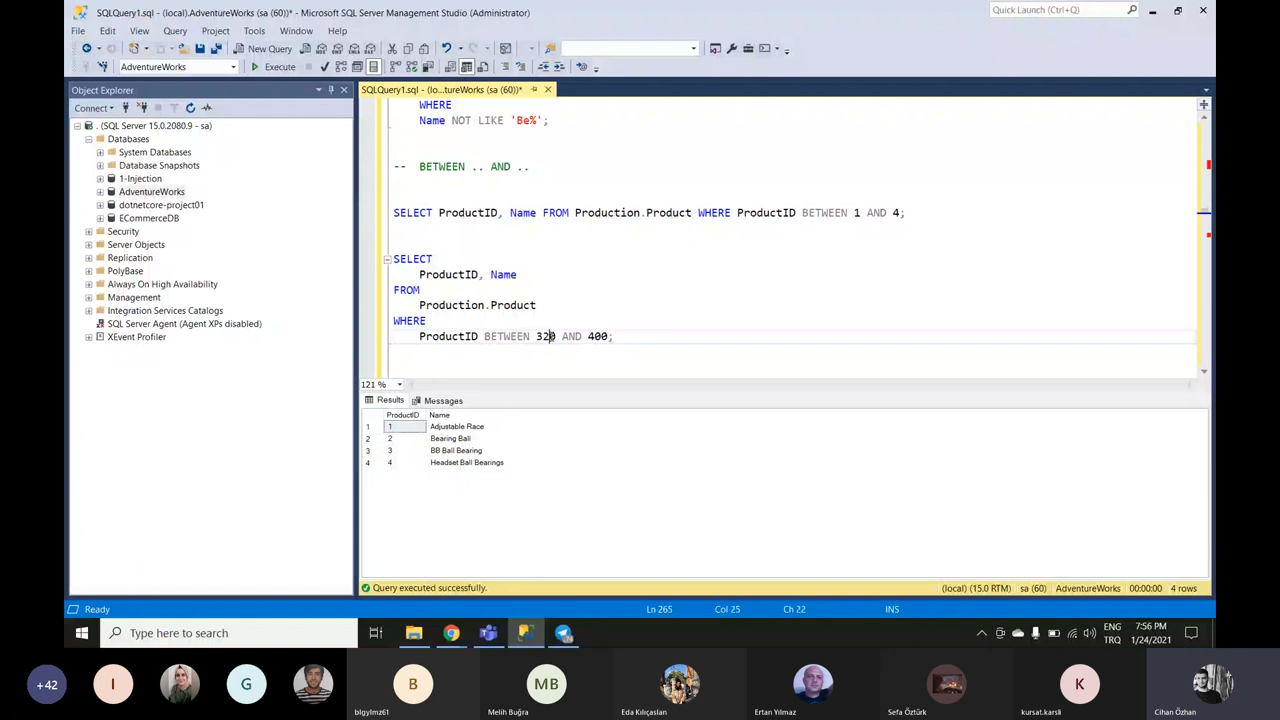 SQLQuery1.sql - (local).AdventureWorks (sa (60))* - Microsoft SQL Server Management Studio (Administrator)
Quick Launch (Ctrl+Q)
File Edit View Query Project Tools Window Help
New Query
AdventureWorks
Execute
Object Explorer
SQLQuery1.sql - (lo...tureWorks (sa (60))*
Connect
. (SQL Server 15.0.2080.9 - sa)
Databases
System Databases
Database Snapshots
1-Injection
AdventureWorks
dotnetcore-project01
ECommerceDB
Security
Server Objects
Replication
PolyBase
Always On High Availability
Management
Integration Services Catalogs
SQL Server Agent (Agent XPs disabled)
XEvent Profiler
WHERE
Name NOT LIKE 'Be%';
-- BETWEEN .. AND ..
SELECT ProductID, Name FROM Production.Product WHERE ProductID BETWEEN 1 AND 4;
SELECT
ProductID, Name
FROM
Production.Product
WHERE
ProductID BETWEEN 320 AND 400;
121 %
Results Messages
ProductID Name
1 1 Adjustable Race
2 2 Bearing Ball
3 3 BB Ball Bearing
4 4 Headset Ball Bearings
Query executed successfully. (local) (15.0 RTM) sa (60) AdventureWorks 00:00:00 4 rows
Ready Ln 265 Col 25 Ch 22 INS
Type here to search
ENG
TRQ
7:56 PM
1/24/2021
+42
I
G
B
blgylmz61
MB
Melih Buğra
Eda Kılıçaslan
Ertan Yılmaz
Sefa Öztürk
K
kursat.karsli
Cihan Özhan